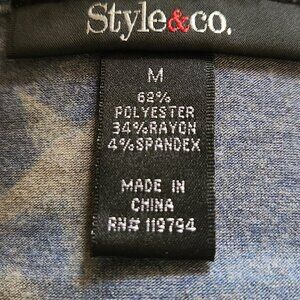 Style&co.
M
62%
POLYESTER
34%RAYON
4%SPANDEX
MADE IN
CHINA
RN# 119794